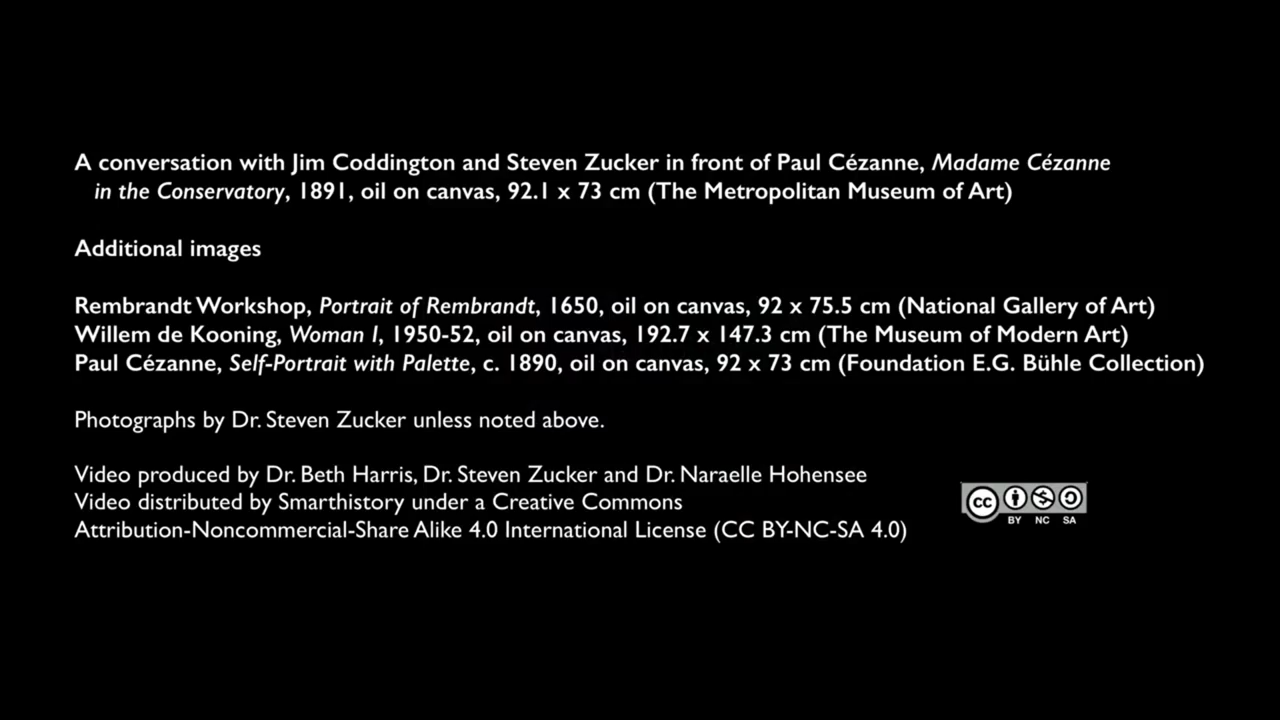 A conversation with Jim Coddington and Steven Zucker in front of Paul Cézanne, Madame Cézanne
in the Conservatory, 1891, oil on canvas, 92.1 x 73 cm (The Metropolitan Museum of Art)
Additional images
Rembrandt Workshop, Portrait of Rembrandt, 1650, oil on canvas, 92 x 75.5 cm (National Gallery of Art)
Willem de Kooning, Woman I, 1950-52, oil on canvas, 192.7 x 147.3 cm (The Museum of Modern Art)
Paul Cézanne, Self-Portrait with Palette, c. 1890, oil on canvas, 92 x 73 cm (Foundation E.G. Bühle Collection)
Photographs by Dr. Steven Zucker unless noted above.
Video produced by Dr. Beth Harris, Dr. Steven Zucker and Dr. Naraelle Hohensee
Video distributed by Smarthistory under a Creative Commons
Attribution-Noncommercial-Share Alike 4.0 International License (CC BY-NC-SA 4.0)
cc BY NC SA